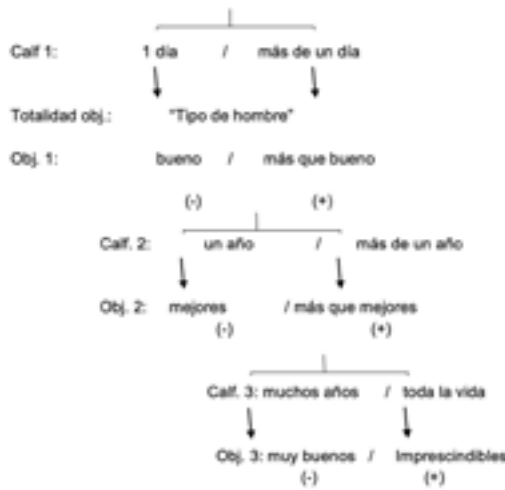 Calf 1: 1 día / más de un día
Totalidad obj.: "Tipo de hombre"
Obj. 1: bueno / más que bueno
(-) (+)
Calf. 2: un año / más de un año
Obj. 2: mejores / más que mejores
(-) (+)
Calf. 3: muchos años / toda la vida
Obj. 3: muy buenos / Imprescindibles
(-) (+)